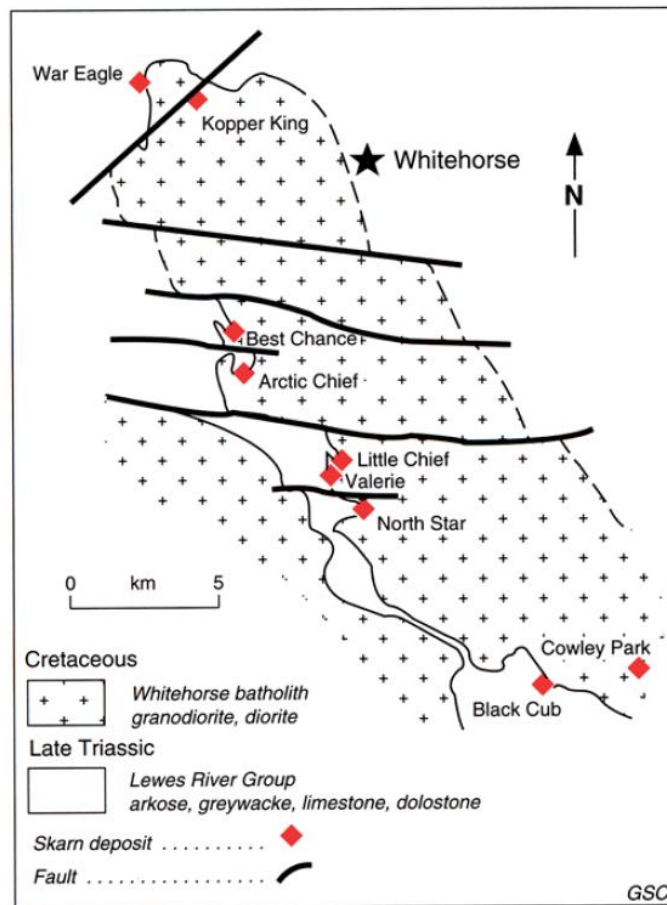 War Eagle
Kopper King
Whitehorse
N
Best Chance
Arctic Chief
Little Chief
Valerie
North Star
0 km 5
Cowley Park
Black Cub
Cretaceous
Whitehorse batholith
granodiorite, diorite
Late Triassic
Lewes River Group
arkose, greywacke, limestone, dolostone
Skarn deposit . . . . . . . . . .
Fault . . . . . . . . . . . . . . . . .
GSC